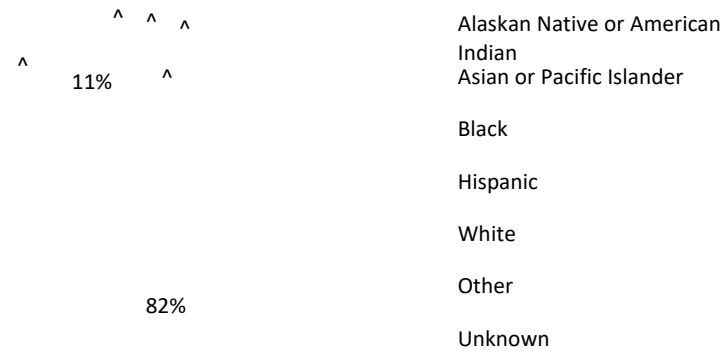 ^ ^ ^
^
11% ^
82%
Alaskan Native or American
Indian
Asian or Pacific Islander
Black
Hispanic
White
Other
Unknown